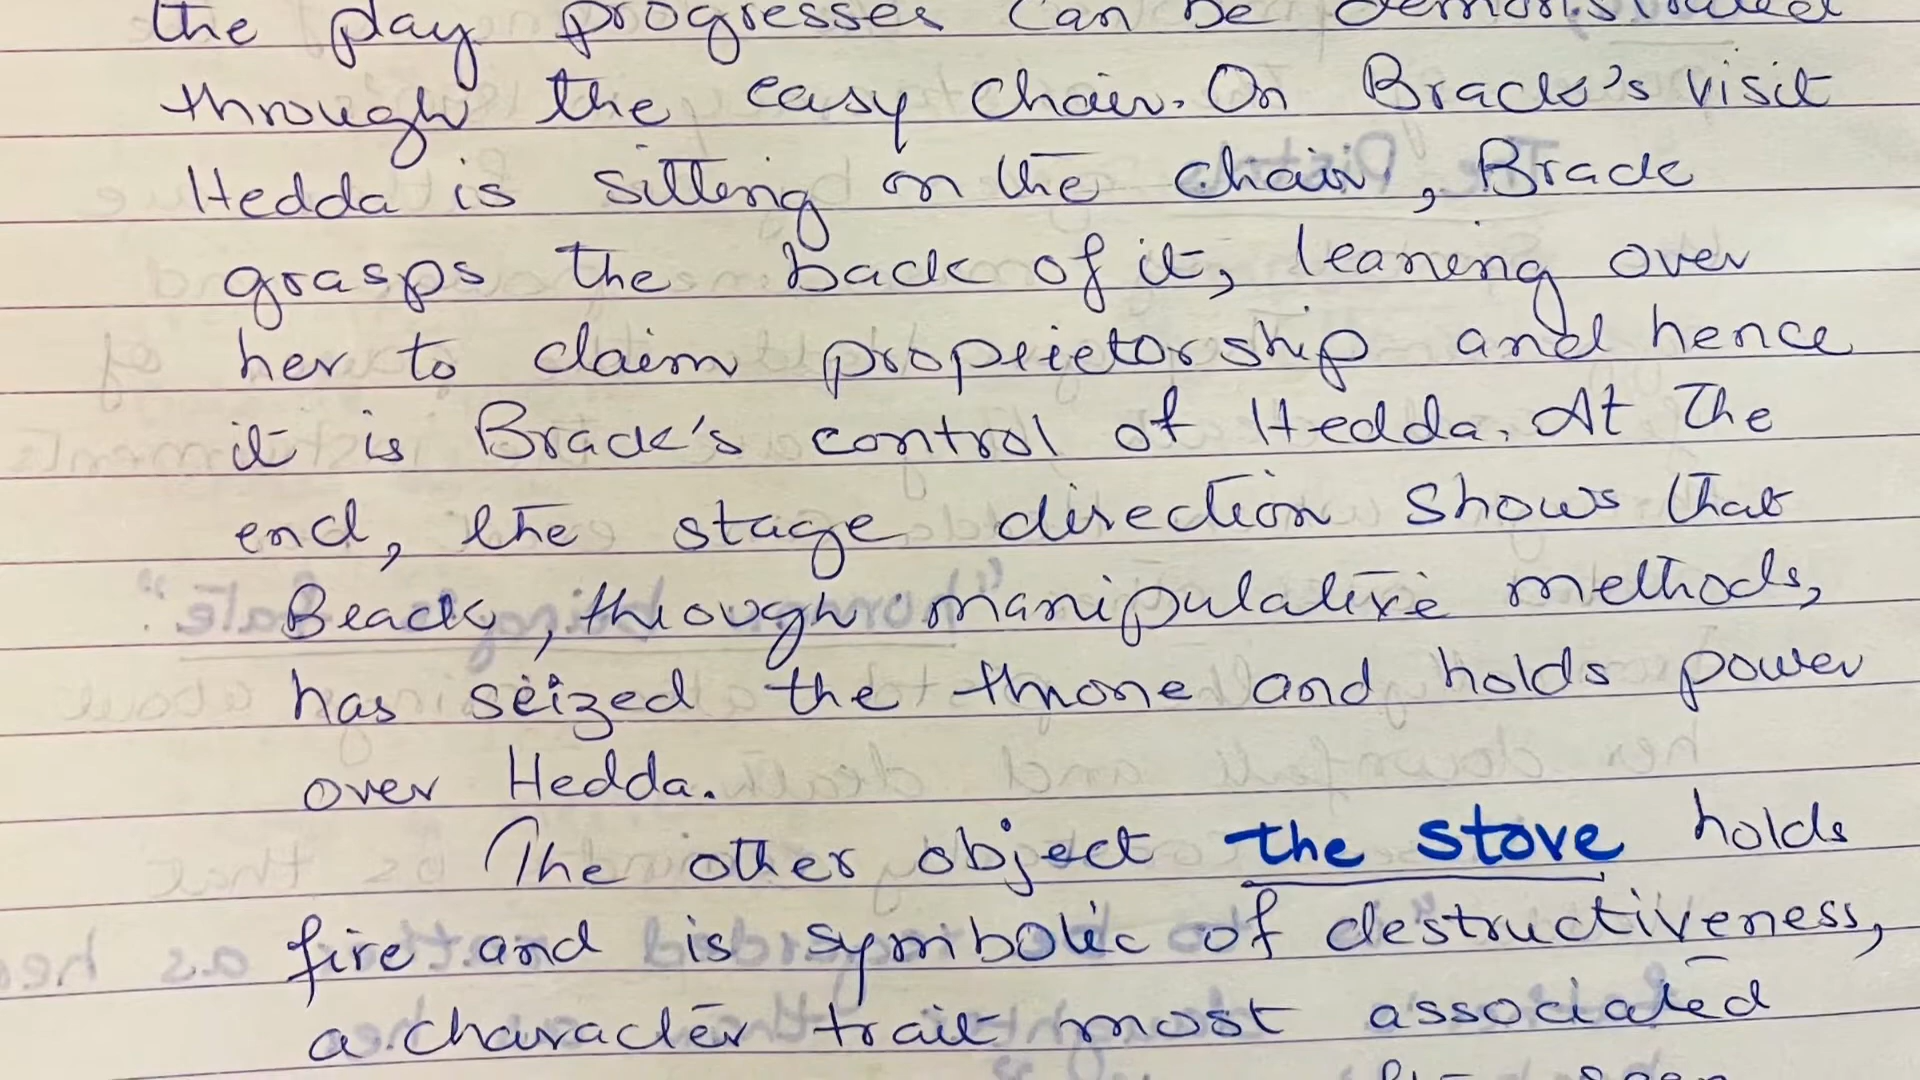 the play progresses can be demonstrated
through the easy chair. On Brack's visit
Hedda is sitting on the chair, Brack
grasps the back of it, leaning over
her to claim proprietorship and hence
it is Brack's control of Hedda. At the
end, the stage direction shows that
Brack, through manipulative methods,
has seized the throne and holds power
over Hedda.
The other object the stove holds
fire and is symbolic of destructiveness,
a character trait most associated